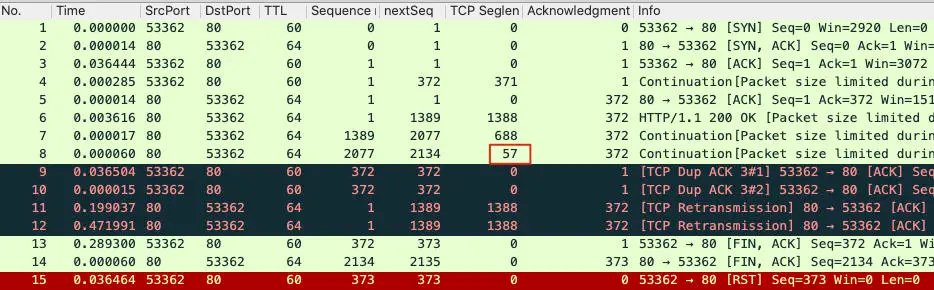 No. Time SrcPort DstPort TTL Sequence nextSeq TCP Seglen Acknowledgment Info
1 0.000000 53362 80 60 0 1 0 0 53362 → 80 [SYN] Seq=0 Win=2920 Len=0
2 0.000014 80 53362 64 0 1 0 1 80 → 53362 [SYN, ACK] Seq=0 Ack=1 Win=
3 0.036444 53362 80 60 1 1 0 1 53362 → 80 [ACK] Seq=1 Ack=1 Win=3072
4 0.000285 53362 80 60 1 372 371 1 Continuation[Packet size limited durin
5 0.000014 80 53362 64 1 1 0 372 80 → 53362 [ACK] Seq=1 Ack=372 Win=151
6 0.003616 80 53362 64 1 1389 1388 372 HTTP/1.1 200 OK [Packet size limited d
7 0.000017 80 53362 64 1389 2077 688 372 Continuation[Packet size limited durin
8 0.000060 80 53362 64 2077 2134 57 372 Continuation[Packet size limited durin
9 0.036504 53362 80 60 372 372 0 1 [TCP Dup ACK 3#1] 53362 → 80 [ACK] Seq
10 0.000015 53362 80 60 372 372 0 1 [TCP Dup ACK 3#2] 53362 → 80 [ACK] Seq
11 0.199037 80 53362 64 1 1389 1388 372 [TCP Retransmission] 80 → 53362 [ACK]
12 0.471991 80 53362 64 1 1389 1388 372 [TCP Retransmission] 80 → 53362 [ACK]
13 0.289300 53362 80 60 372 373 0 1 53362 → 80 [FIN, ACK] Seq=372 Ack=1 W
14 0.000060 80 53362 64 2134 2135 0 373 80 → 53362 [FIN, ACK] Seq=2134 Ack=373
15 0.036464 53362 80 60 373 373 0 0 53362 → 80 [RST] Seq=373 Win=0 Len=0